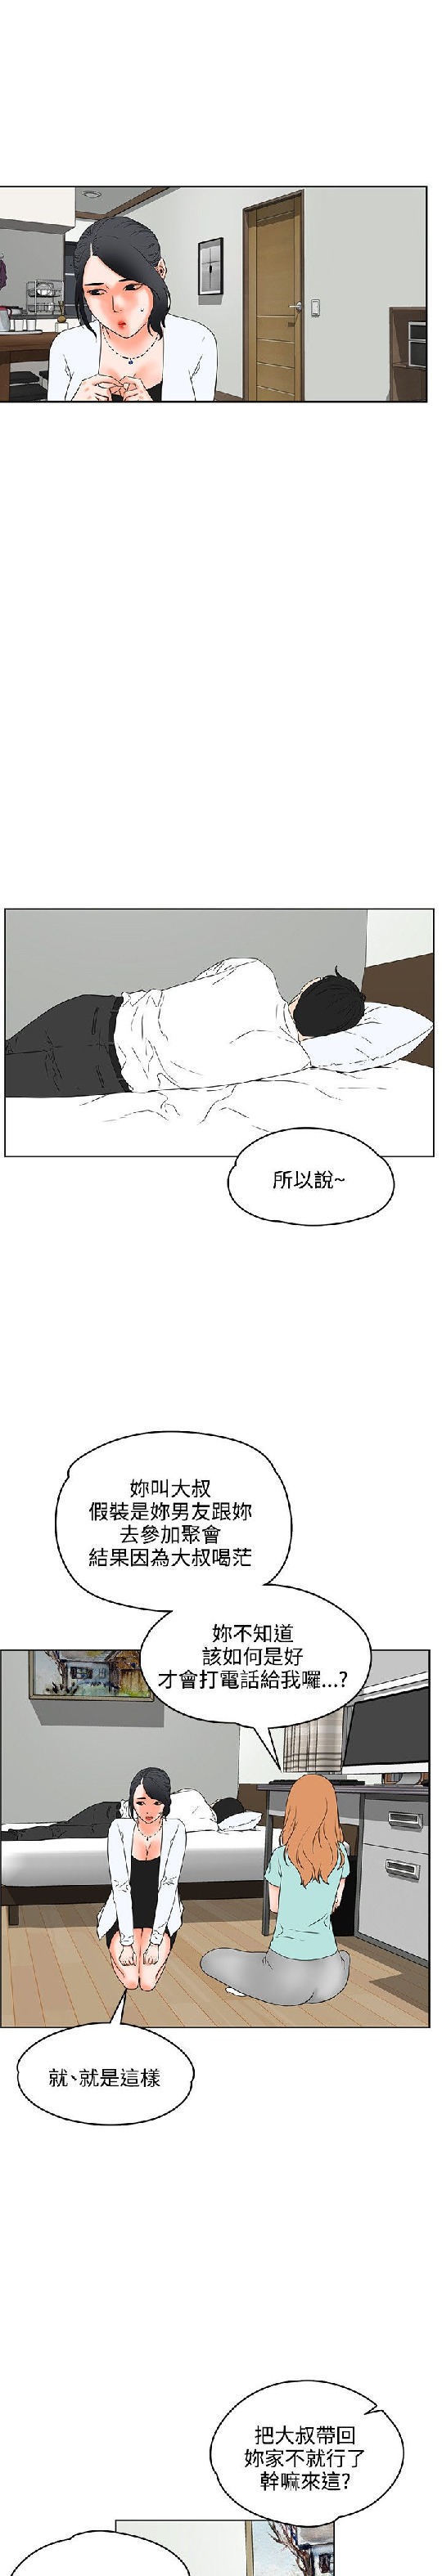 所以說~
妳叫大叔
假裝是妳男友跟妳
去參加聚會
結果因為大叔喝茫
妳不知道
該如何是好
才會打電話給我囉...?
就、就是這樣
把大叔帶回
妳家不就行了
幹嘛來這?